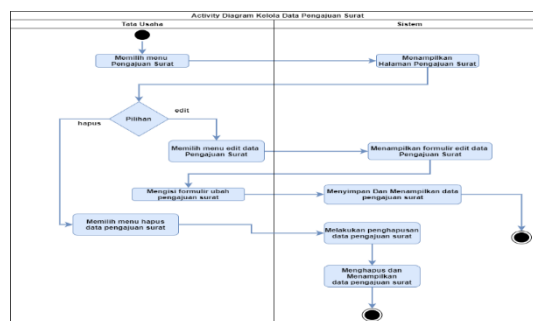 Activity Diagram Kelola Data Pengajuan Surat
Tata Usaha
Sistem
Memilih menu
Pengajuan Surat
Menampilkan
Halaman Pengajuan Surat
Pilihan
edit
hapus
Memilih menu edit data
Pengajuan Surat
Menampilkan formulir edit data
Pengajuan Surat
Mengisi formulir ubah
pengajuan surat
Menyimpan Dan Menampilkan data
pengajuan surat
Memilih menu hapus
data pengajuan surat
Melakukan penghapusan
data pengajuan surat
Menghapus dan
Menampilkan
data pengajuan surat